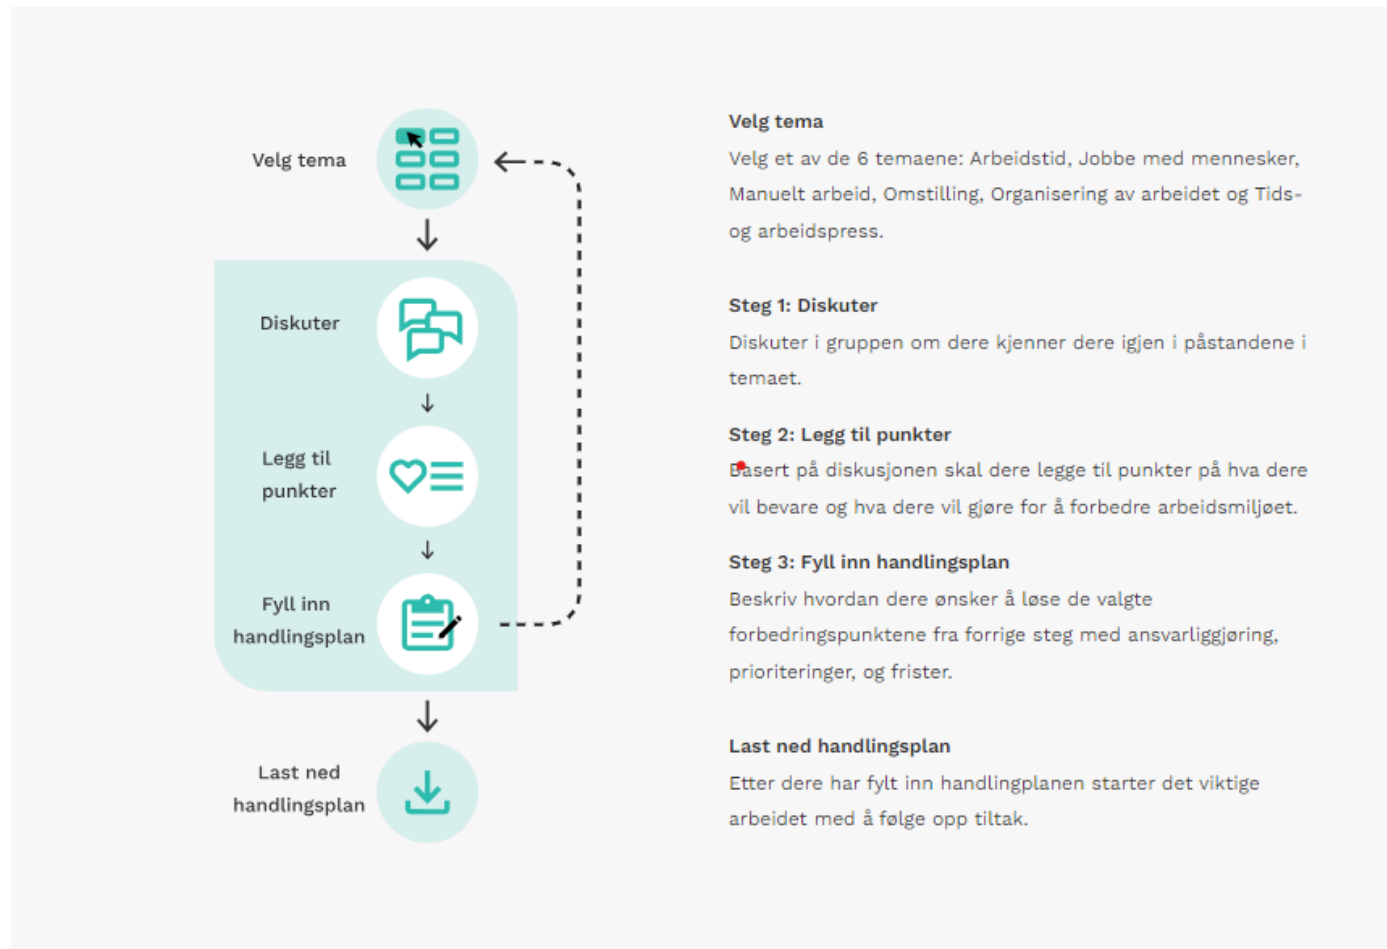 Velg tema
Diskuter
Legg til
punkter
Fyll inn
handlingsplan
Last ned
handlingsplan
Velg tema
Velg et av de 6 temaene: Arbeidstid, Jobbe med mennesker,
Manuelt arbeid, Omstilling, Organisering av arbeidet og Tids-
og arbeidspress.
Steg 1: Diskuter
Diskuter i gruppen om dere kjenner dere igjen i påstandene i
temaet.
Steg 2: Legg til punkter
Basert på diskusjonen skal dere legge til punkter på hva dere
vil bevare og hva dere vil gjøre for å forbedre arbeidsmiljøet.
Steg 3: Fyll inn handlingsplan
Beskriv hvordan dere ønsker å løse de valgte
forbedringspunktene fra forrige steg med ansvarliggjøring,
prioriteringer, og frister.
Last ned handlingsplan
Etter dere har fylt inn handlingplanen starter det viktige
arbeidet med å følge opp tiltak.